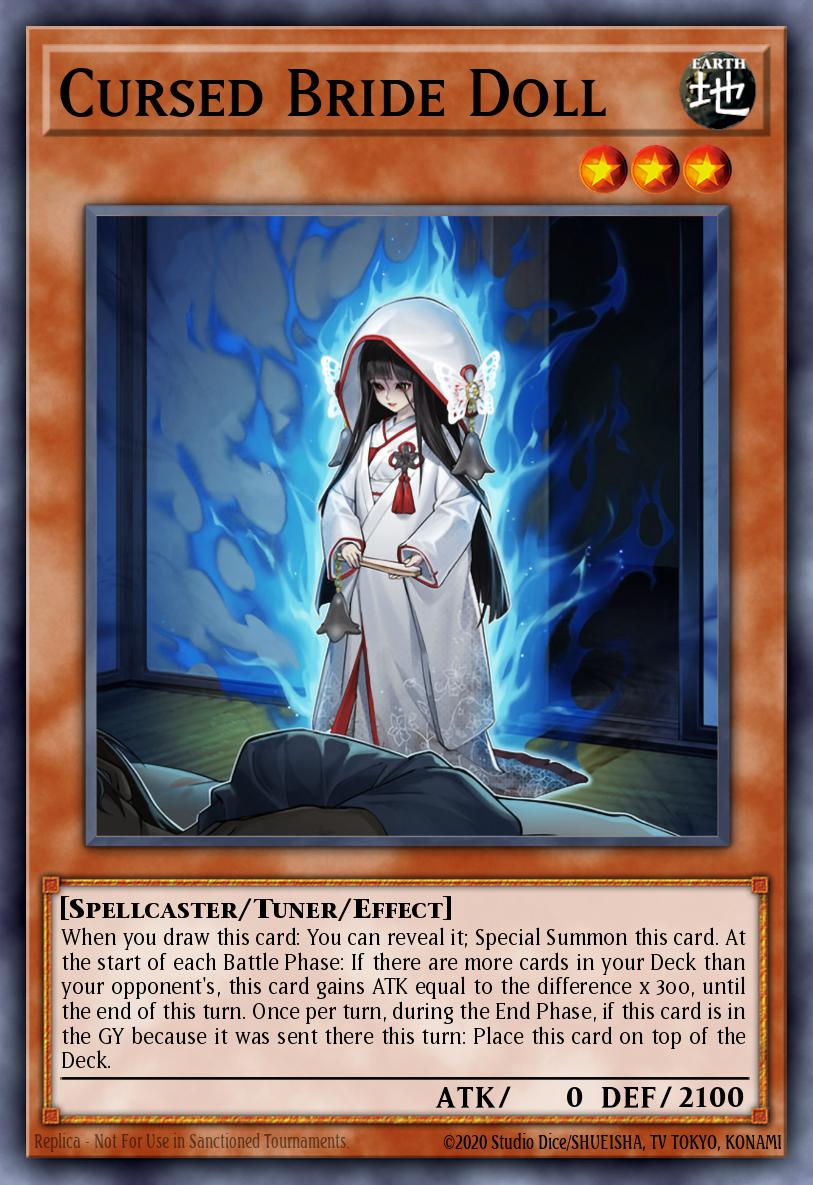 Cursed Bride Doll
EARTH
地
[Spellcaster/Tuner/Effect]
When you draw this card: You can reveal it; Special Summon this card. At
the start of each Battle Phase: If there are more cards in your Deck than
your opponent's, this card gains ATK equal to the difference x 300, until
the end of this turn. Once per turn, during the End Phase, if this card is in
the GY because it was sent there this turn: Place this card on top of the
Deck.
ATK/ 0 DEF/ 2100
Replica - Not For Use in Sanctioned Tournaments. ©2020 Studio Dice/SHUEISHA, TV TOKYO, KONAMI